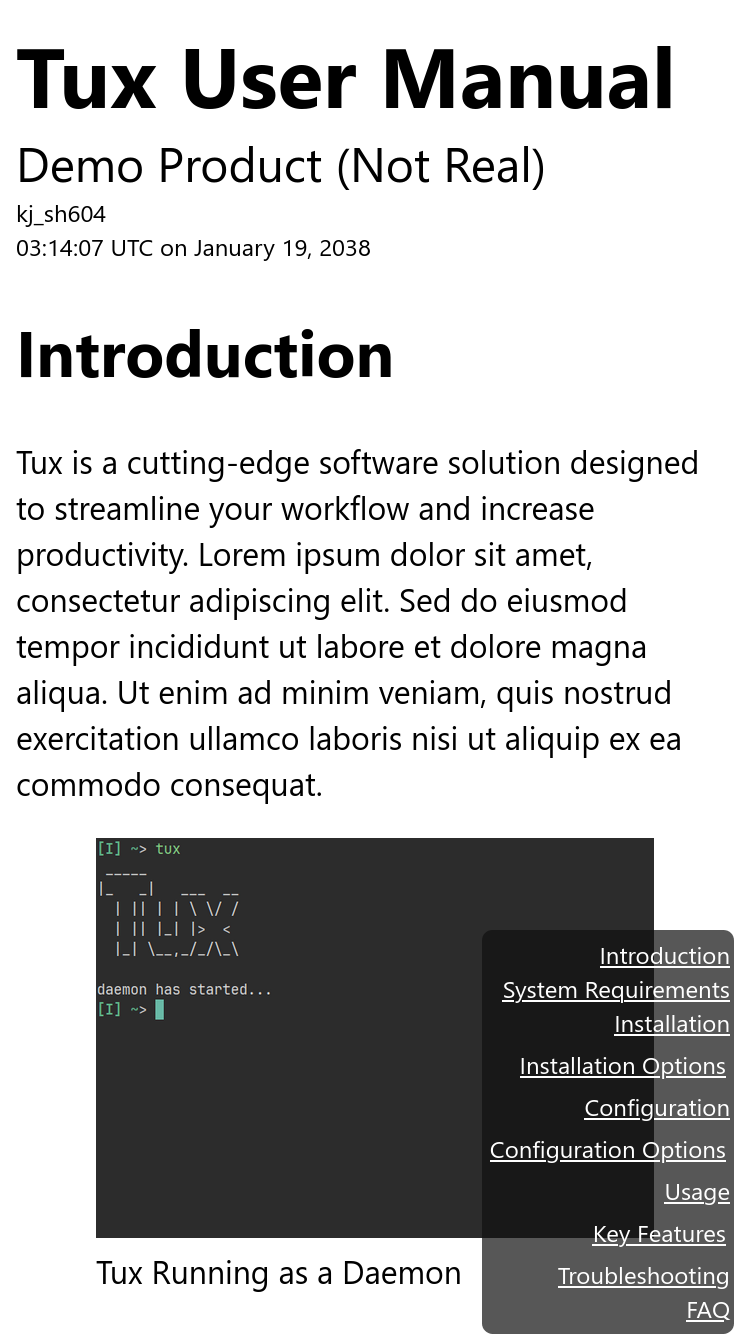 Tux User Manual
Demo Product (Not Real)
kj_sh604
03:14:07 UTC on January 19, 2038
Introduction
Tux is a cutting-edge software solution designed
to streamline your workflow and increase
productivity. Lorem ipsum dolor sit amet,
consectetur adipiscing elit. Sed do eiusmod
tempor incididunt ut labore et dolore magna
aliqua. Ut enim ad minim veniam, quis nostrud
exercitation ullamco laboris nisi ut aliquip ex ea
commodo consequat.
[I] ~> tux
 _____
|_   _|   ___  __
  | || | | \ \/ /
  | || |_| |>  <
  |_| \__,_/_/\_\
daemon has started...
[I] ~>
Tux Running as a Daemon
Introduction
System Requirements
Installation
Installation Options
Configuration
Configuration Options
Usage
Key Features
Troubleshooting
FAQ